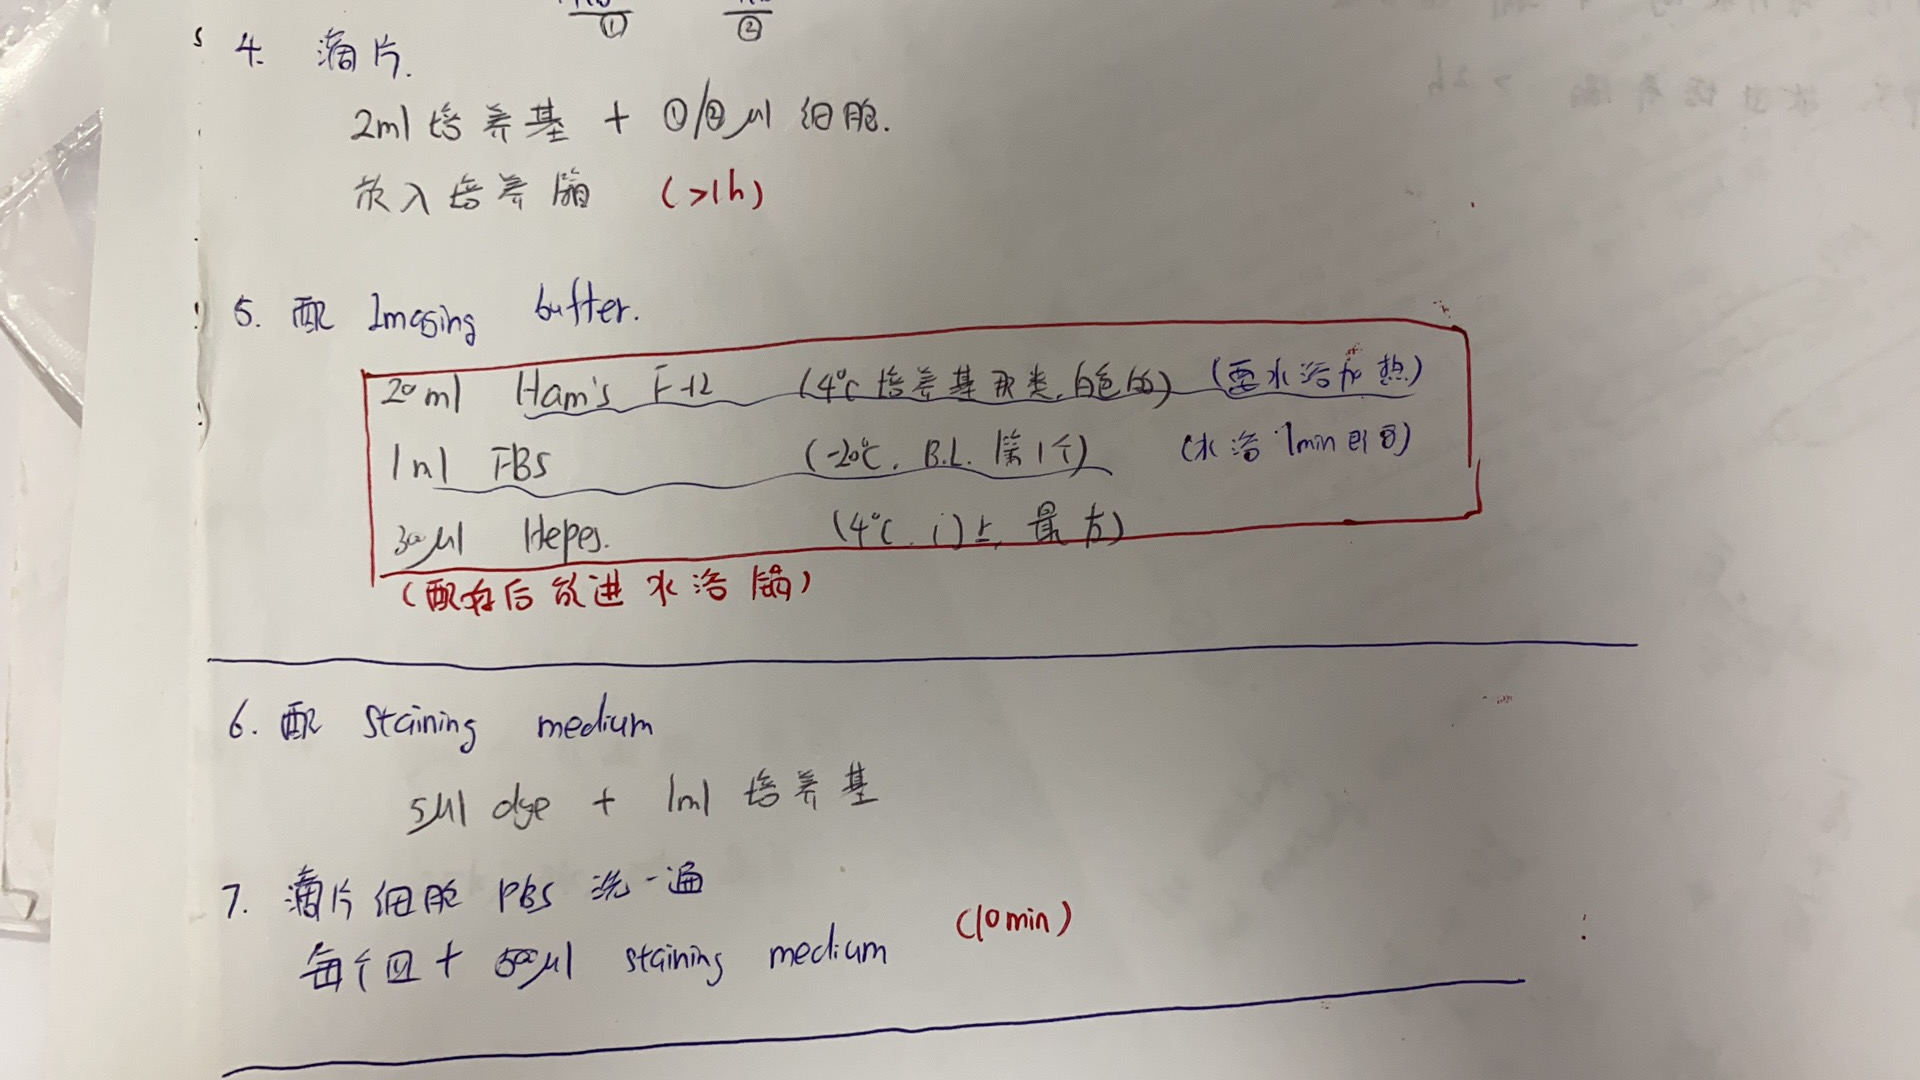 ① ②
4. 滴片.
2ml 培养基 + ①/② μl 细胞.
放入培养箱 (>1h)
5. 配 Imaging buffer.
20ml Ham's F-12 (4℃ 培养基那类,白色的) (要水浴加热)
1ml FBS (-20℃. B.L. 第1个) (水浴 1min 即可)
300μl Hepes. (4℃. 门上, 最右)
(配好后放进水浴锅)
6. 配 Staining medium
5μl dye + 1ml 培养基
7. 滴片细胞 PBS 洗一遍
每个皿 + 500μl staining medium (10min)